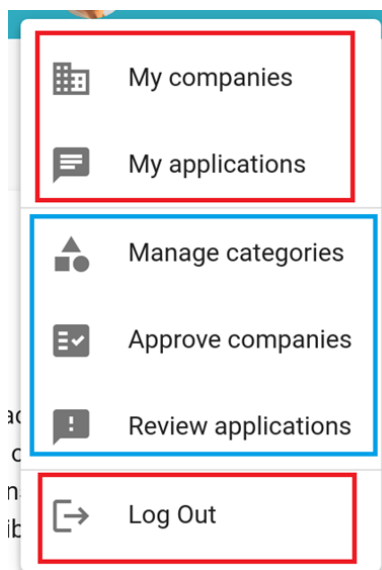 My companies
My applications
Manage categories
Approve companies
Review applications
Log Out